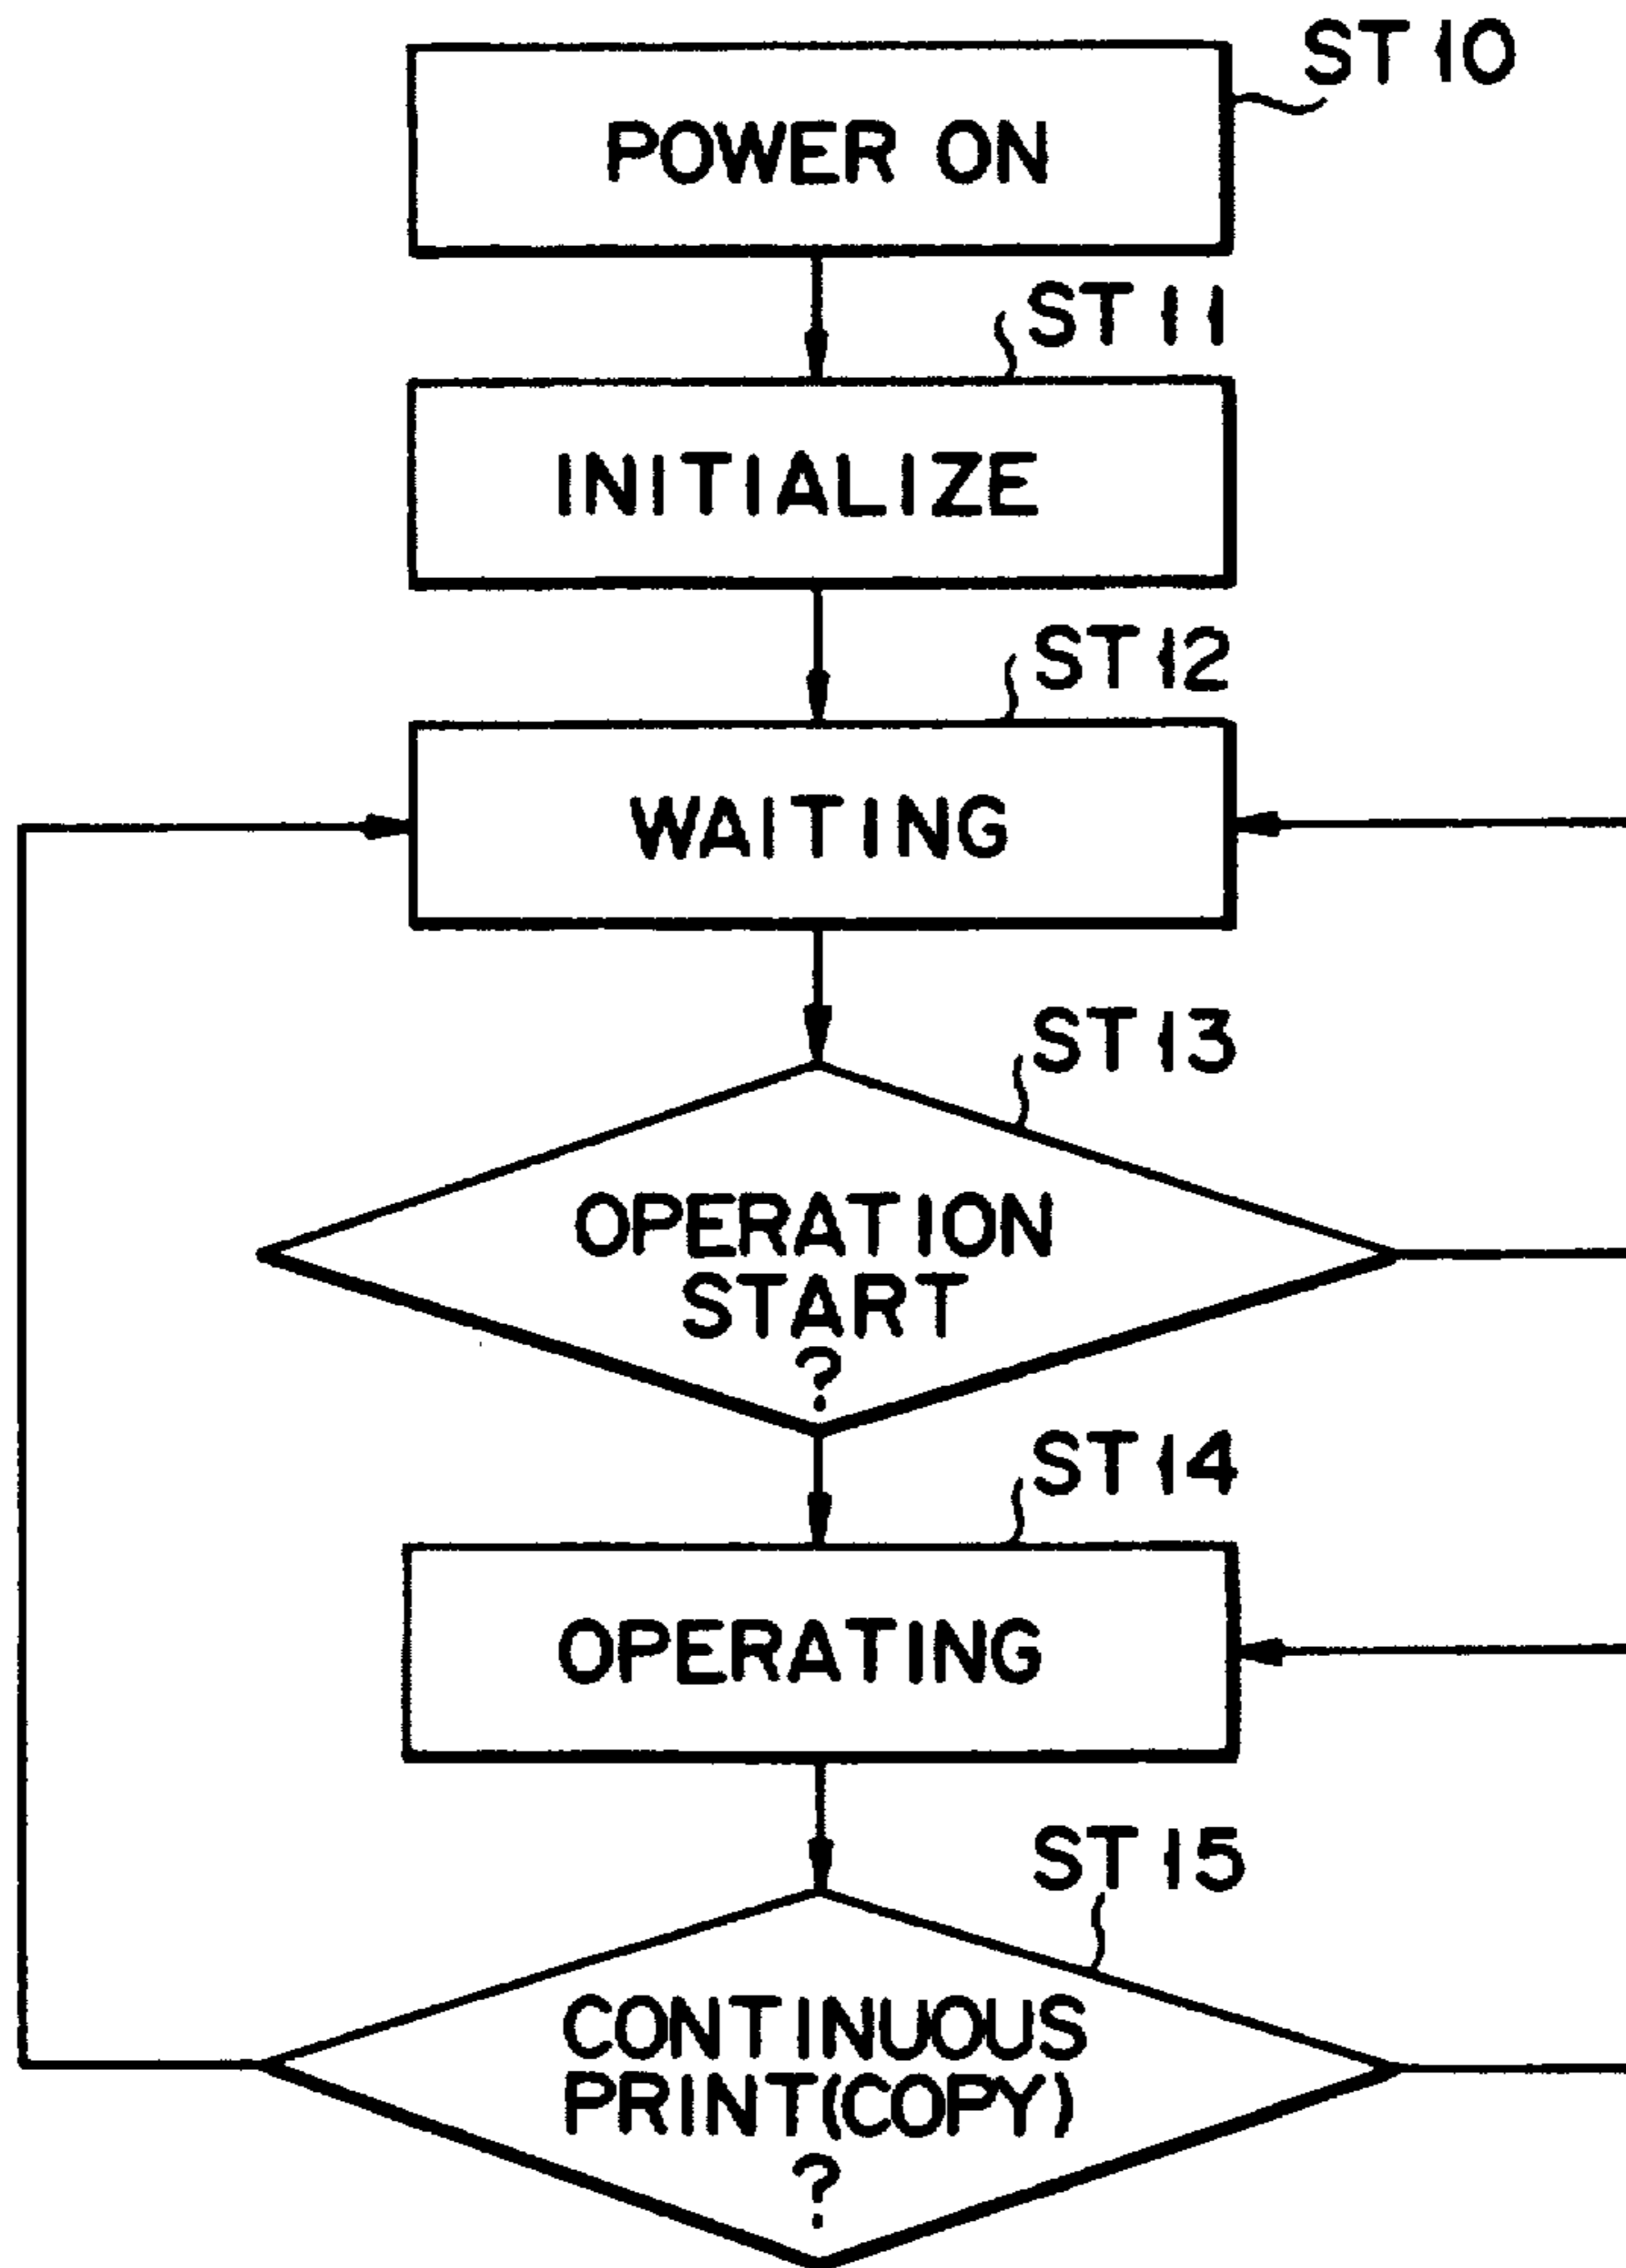 ST10
POWER ON
ST11
INITIALIZE
ST12
WAITING
ST13
OPERATION
START
?
ST14
OPERATING
ST15
CONTINUOUS
PRINT(COPY)
?